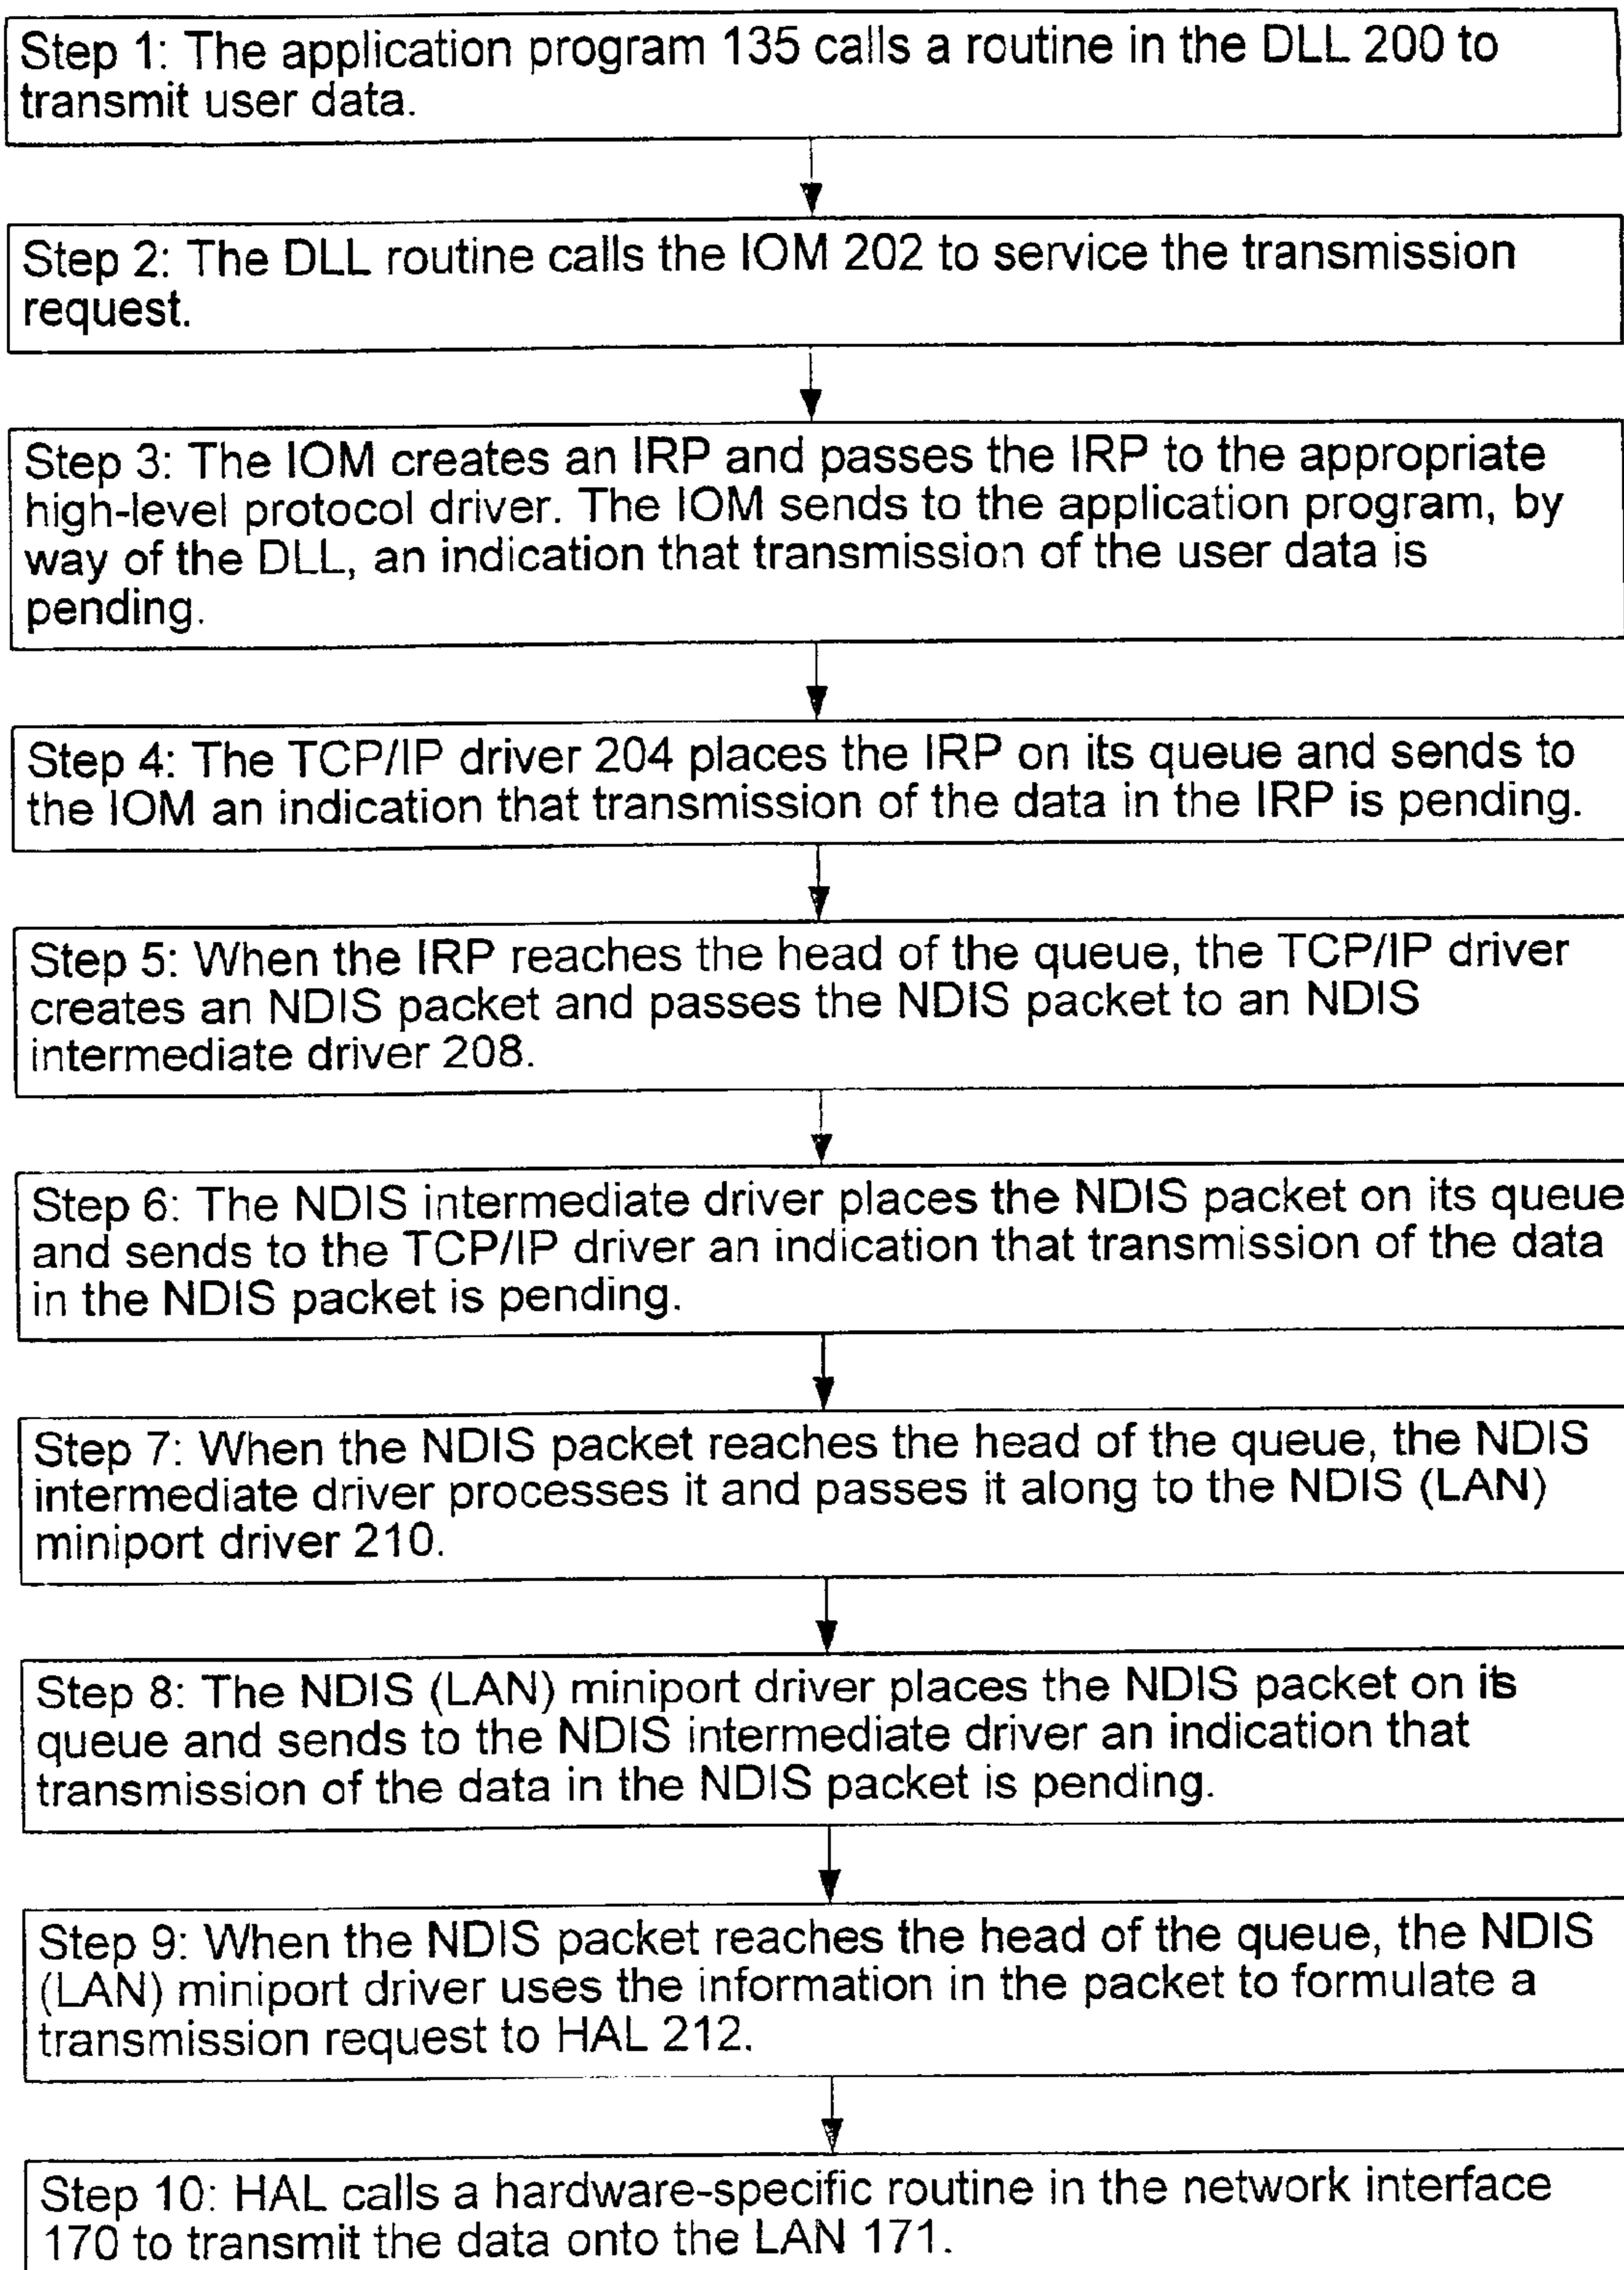 Step 1: The application program 135 calls a routine in the DLL 200 to
transmit user data.
Step 2: The DLL routine calls the IOM 202 to service the transmission
request.
Step 3: The IOM creates an IRP and passes the IRP to the appropriate
high-level protocol driver. The IOM sends to the application program, by
way of the DLL, an indication that transmission of the user data is
pending.
Step 4: The TCP/IP driver 204 places the IRP on its queue and sends to
the IOM an indication that transmission of the data in the IRP is pending.
Step 5: When the IRP reaches the head of the queue, the TCP/IP driver
creates an NDIS packet and passes the NDIS packet to an NDIS
intermediate driver 208.
Step 6: The NDIS intermediate driver places the NDIS packet on its queue
and sends to the TCP/IP driver an indication that transmission of the data
in the NDIS packet is pending.
Step 7: When the NDIS packet reaches the head of the queue, the NDIS
intermediate driver processes it and passes it along to the NDIS (LAN)
miniport driver 210.
Step 8: The NDIS (LAN) miniport driver places the NDIS packet on its
queue and sends to the NDIS intermediate driver an indication that
transmission of the data in the NDIS packet is pending.
Step 9: When the NDIS packet reaches the head of the queue, the NDIS
(LAN) miniport driver uses the information in the packet to formulate a
transmission request to HAL 212.
Step 10: HAL calls a hardware-specific routine in the network interface
170 to transmit the data onto the LAN 171.